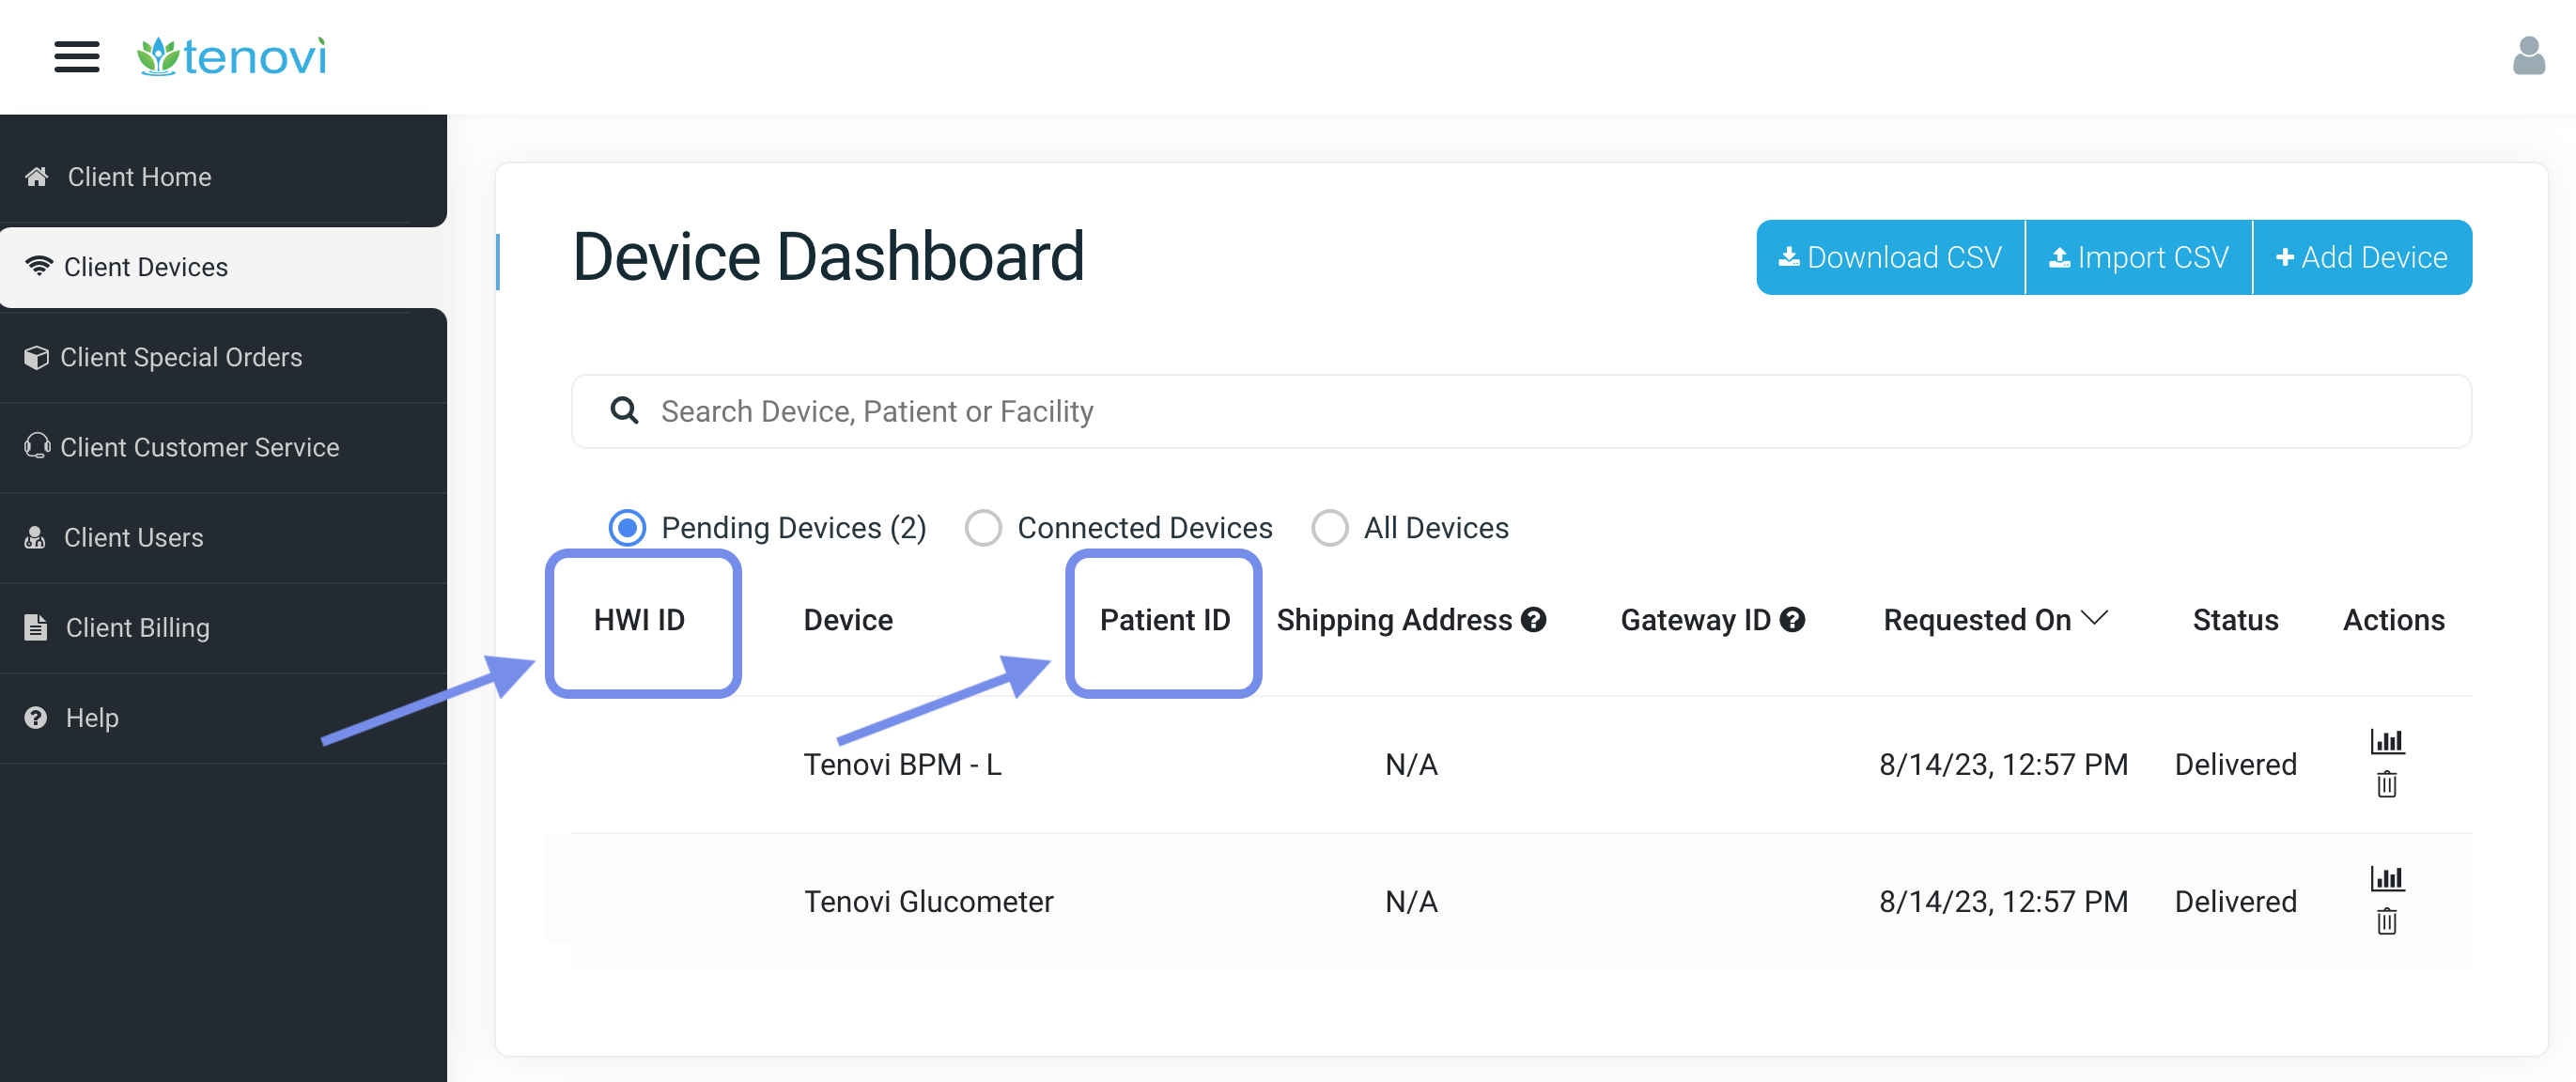 tenovi
Client Home
Client Devices
Client Special Orders
Client Customer Service
Client Users
Client Billing
Help
Device Dashboard
Download CSV Import CSV Add Device
Search Device, Patient or Facility
Pending Devices (2) Connected Devices All Devices
HWI ID Device Patient ID Shipping Address ? Gateway ID ? Requested On Status Actions
Tenovi BPM - L N/A 8/14/23, 12:57 PM Delivered
Tenovi Glucometer N/A 8/14/23, 12:57 PM Delivered